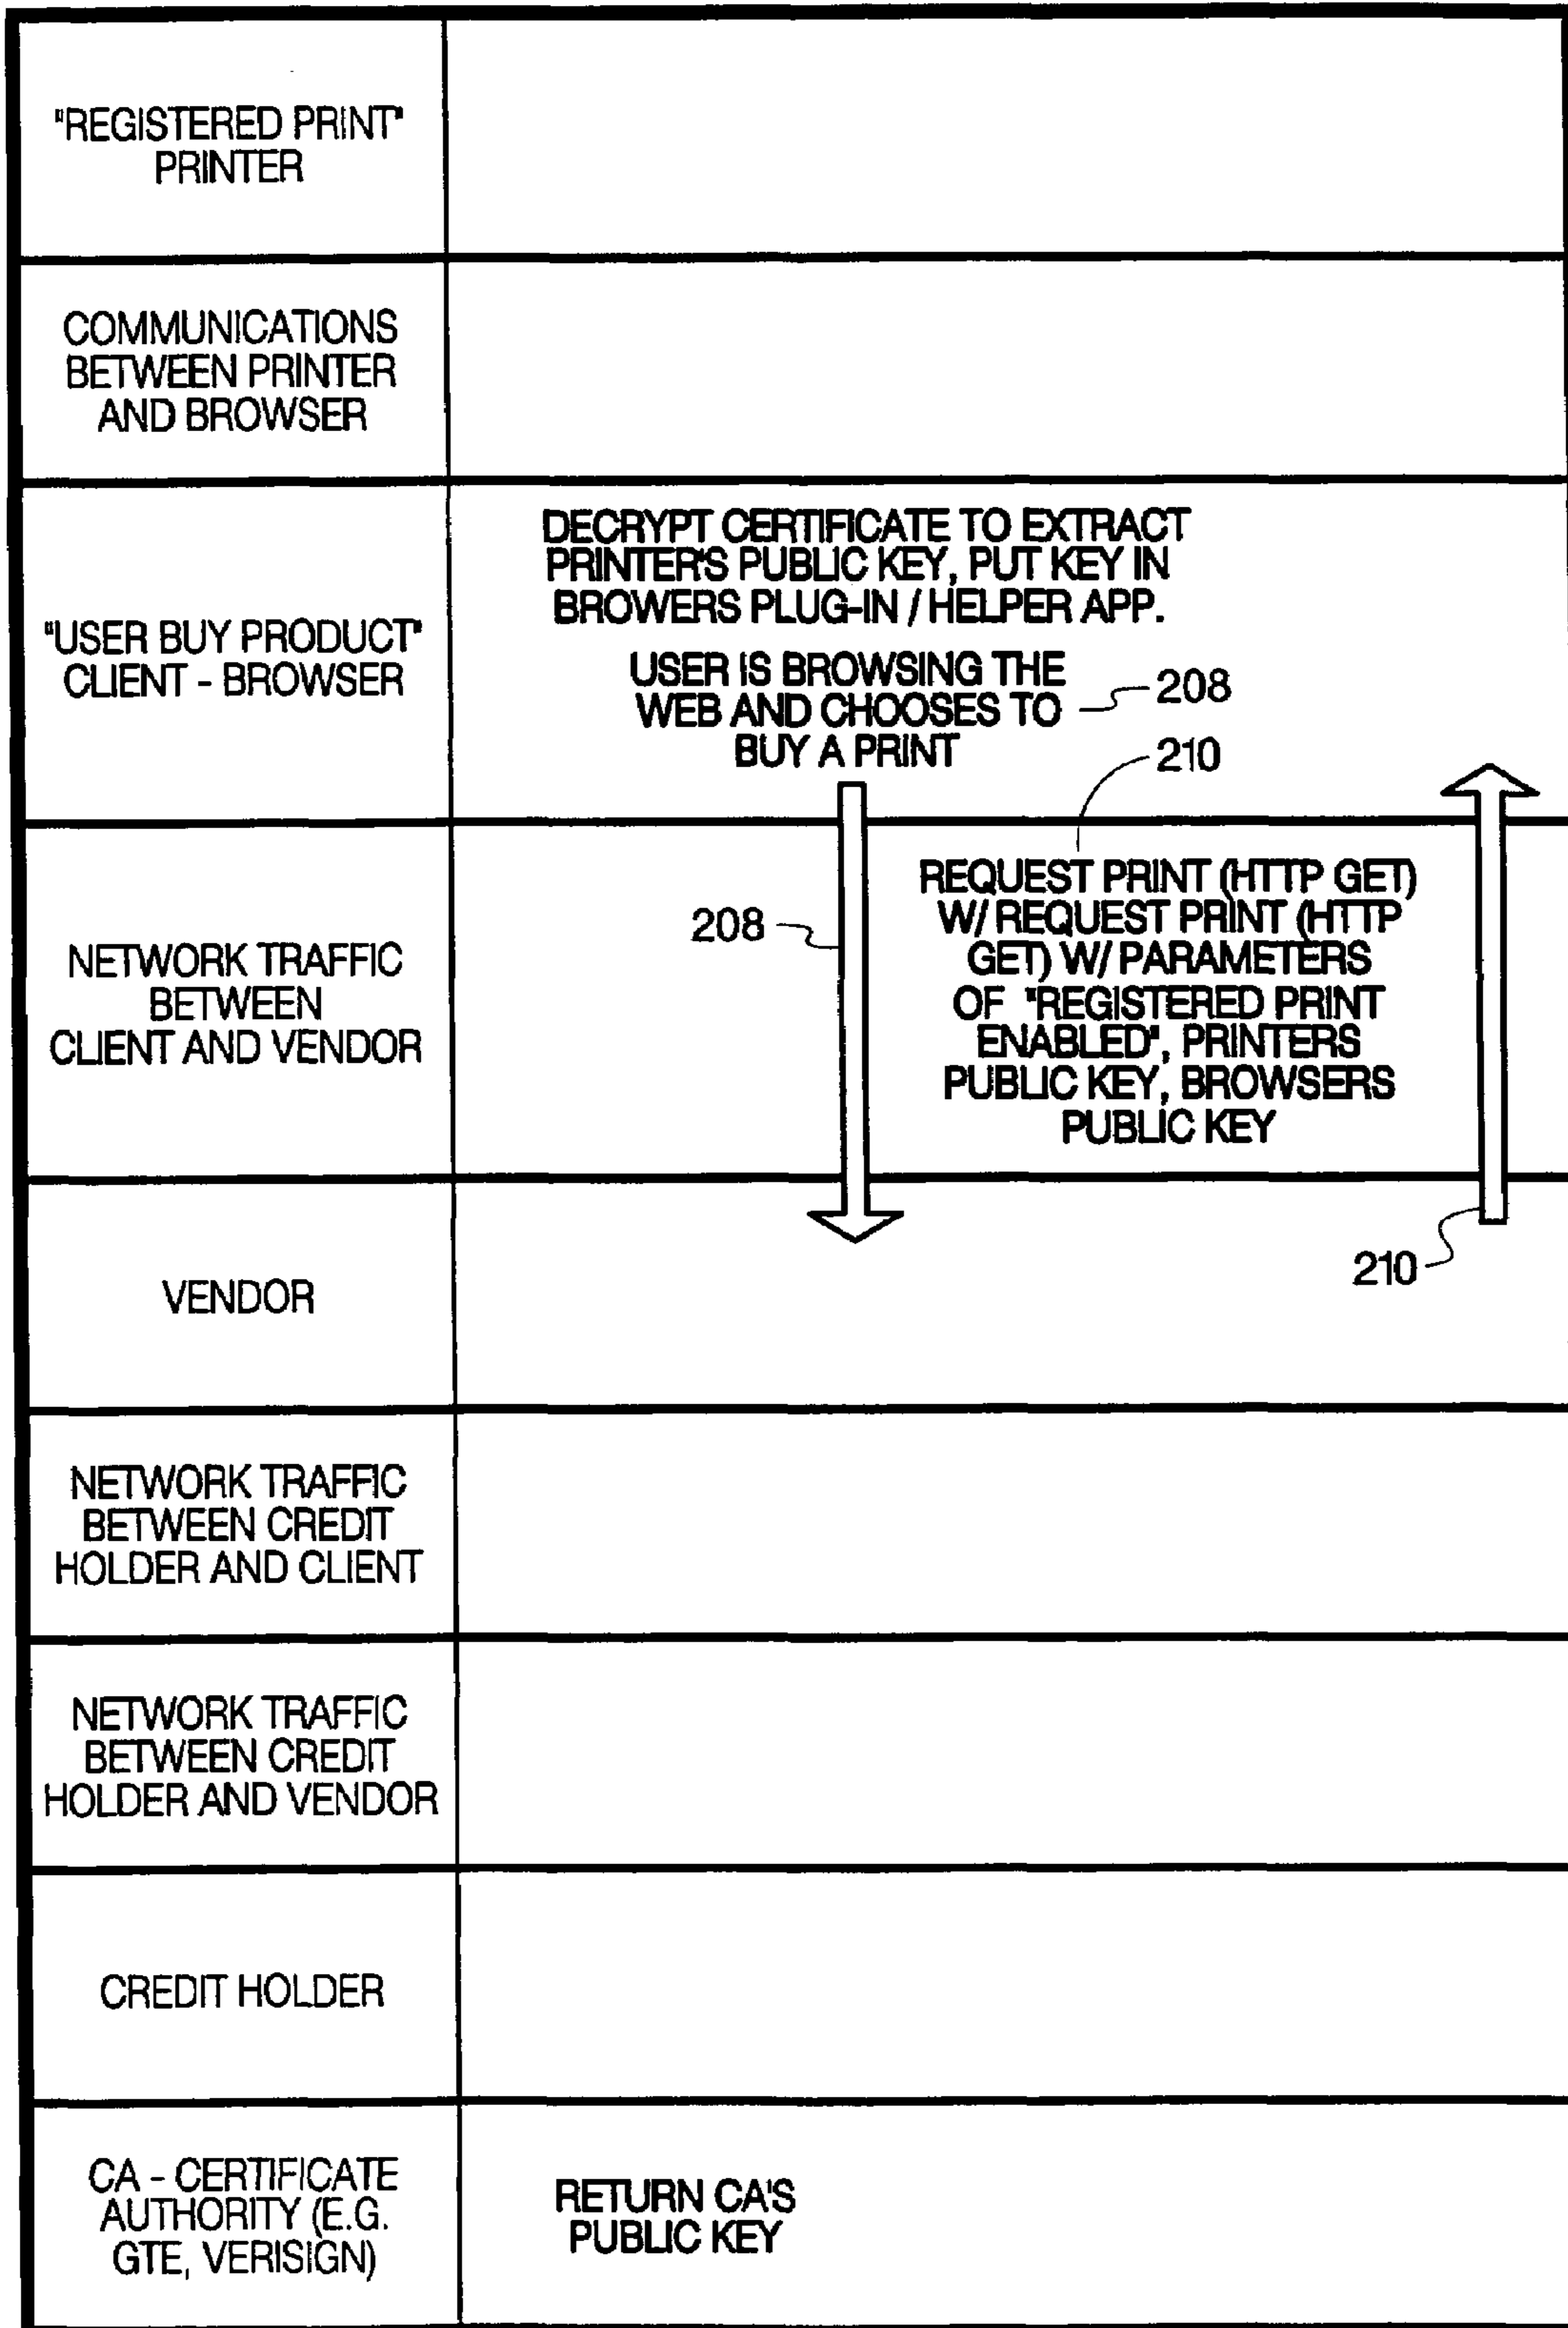 "REGISTERED PRINT"
PRINTER
COMMUNICATIONS
BETWEEN PRINTER
AND BROWSER
"USER BUY PRODUCT"
CLIENT - BROWSER
DECRYPT CERTIFICATE TO EXTRACT
PRINTER'S PUBLIC KEY, PUT KEY IN
BROWERS PLUG-IN / HELPER APP.
USER IS BROWSING THE
WEB AND CHOOSES TO
BUY A PRINT
208
210
NETWORK TRAFFIC
BETWEEN
CLIENT AND VENDOR
208
REQUEST PRINT (HTTP GET)
W/ REQUEST PRINT (HTTP
GET) W/ PARAMETERS
OF "REGISTERED PRINT
ENABLED", PRINTERS
PUBLIC KEY, BROWSERS
PUBLIC KEY
VENDOR
210
NETWORK TRAFFIC
BETWEEN CREDIT
HOLDER AND CLIENT
NETWORK TRAFFIC
BETWEEN CREDIT
HOLDER AND VENDOR
CREDIT HOLDER
CA - CERTIFICATE
AUTHORITY (E.G.
GTE, VERISIGN)
RETURN CA'S
PUBLIC KEY